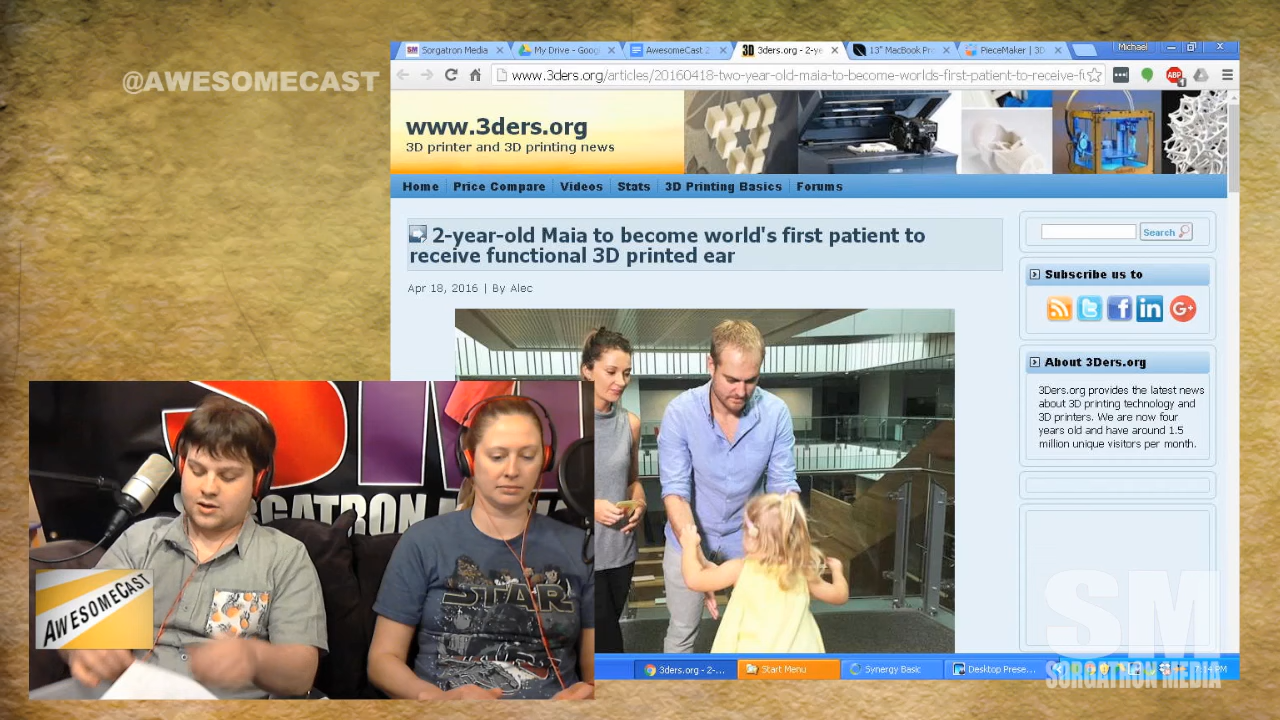 @AWESOMECAST
Sorgatron Media
My Drive - Goog
AwesomeCast 2
3ders.org - 2-ye
13" MacBook Pro
PieceMaker | 3D
Michael
www.3ders.org/articles/20160418-two-year-old-maia-to-become-worlds-first-patient-to-receive-fu
ABP
www.3ders.org
3D printer and 3D printing news
Home
Price Compare
Videos
Stats
3D Printing Basics
Forums
2-year-old Maia to become world's first patient to
receive functional 3D printed ear
Apr 18, 2016 | By Alec
Search
Subscribe us to
About 3Ders.org
3ders.org provides the latest news
about 3D printing technology and
3D printers. We are now four
years old and have around 1.5
million unique visitors per month.
SORGATRON
STAR
AWESOMECAST
3ders.org - 2-...
Start Menu
Synergy Basic
Desktop Prese...
7:14 PM
SM
SORGATRON MEDIA